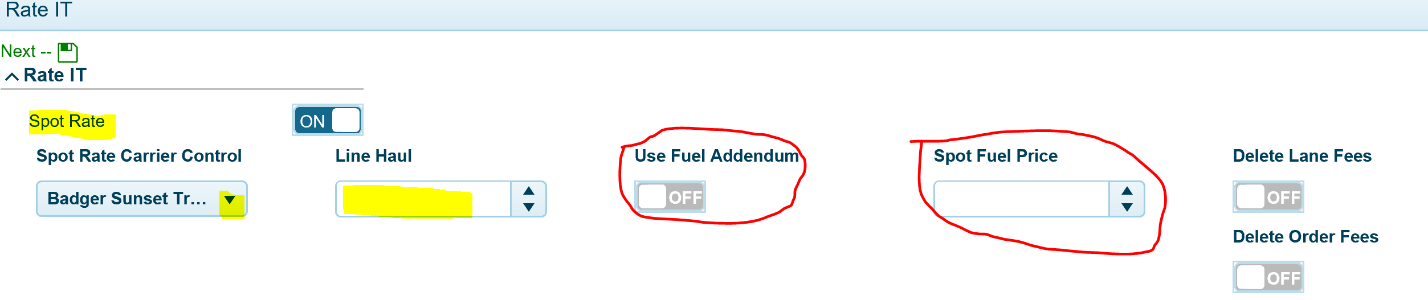 Rate IT
Next --
Rate IT
Spot Rate
ON
Spot Rate Carrier Control
Line Haul
Use Fuel Addendum
Spot Fuel Price
Delete Lane Fees
Badger Sunset Tr...
OFF
OFF
Delete Order Fees
OFF